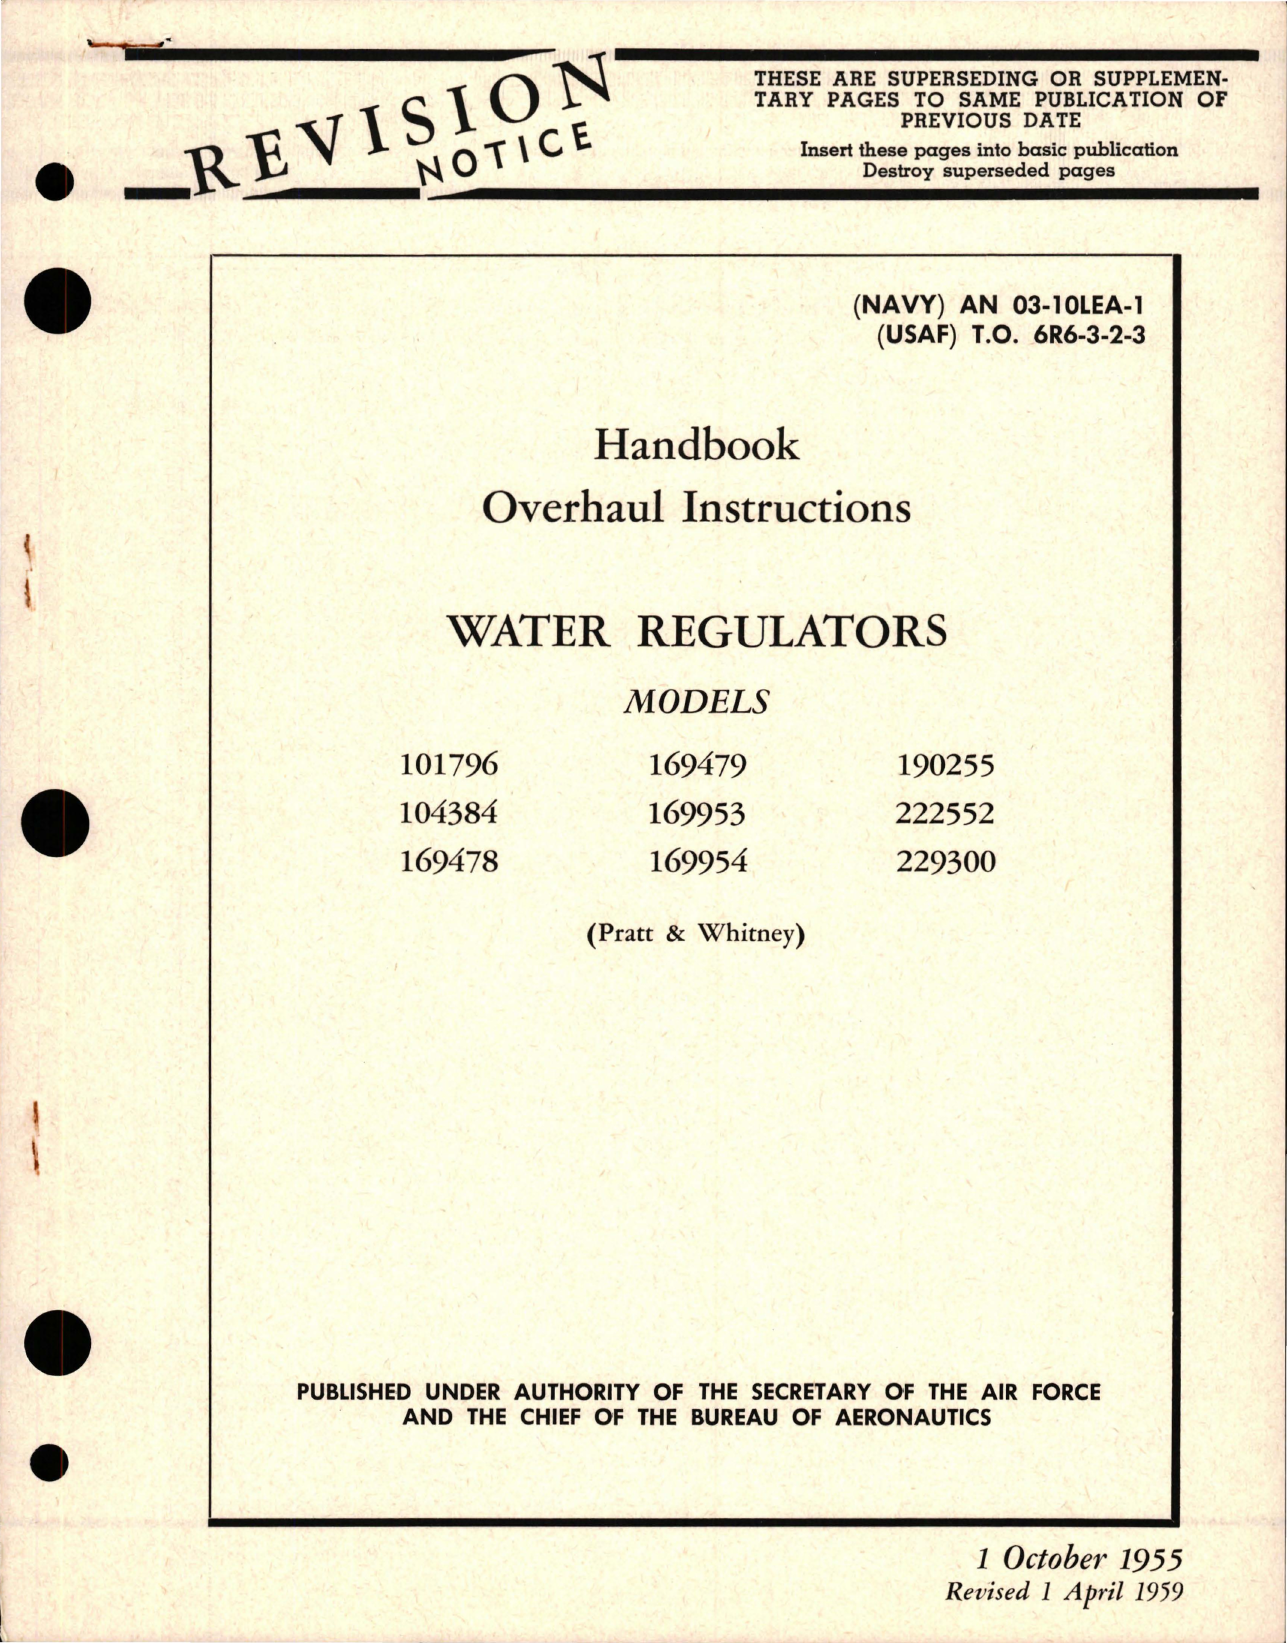 REVISION
NOTICE
THESE ARE SUPERSEDING OR SUPPLEMEN-
TARY PAGES TO SAME PUBLICATION OF
PREVIOUS DATE
Insert these pages into basic publication
Destroy superseded pages
(NAVY) AN 03-10LEA-1
(USAF) T.O. 6R6-3-2-3
Handbook
Overhaul Instructions
WATER REGULATORS
MODELS
101796 169479 190255
104384 169953 222552
169478 169954 229300
(Pratt & Whitney)
PUBLISHED UNDER AUTHORITY OF THE SECRETARY OF THE AIR FORCE
AND THE CHIEF OF THE BUREAU OF AERONAUTICS
1 October 1955
Revised 1 April 1959